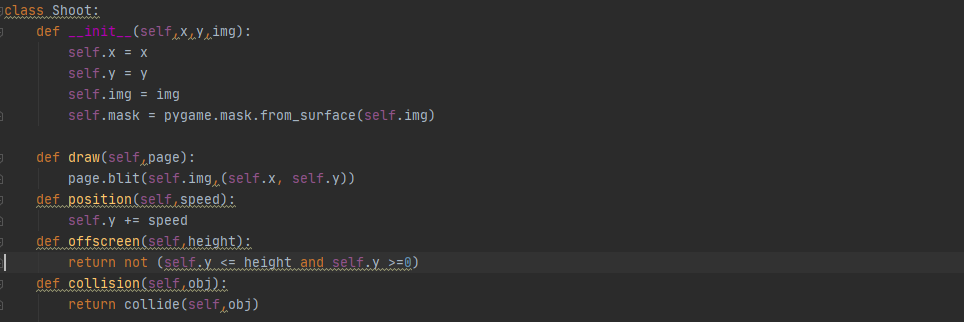 class Shoot:
    def __init__(self,x,y,img):
        self.x = x
        self.y = y
        self.img = img
        self.mask = pygame.mask.from_surface(self.img)

    def draw(self,page):
        page.blit(self.img,(self.x, self.y))
    def position(self,speed):
        self.y += speed
    def offscreen(self,height):
        return not (self.y <= height and self.y >=0)
    def collision(self,obj):
        return collide(self,obj)